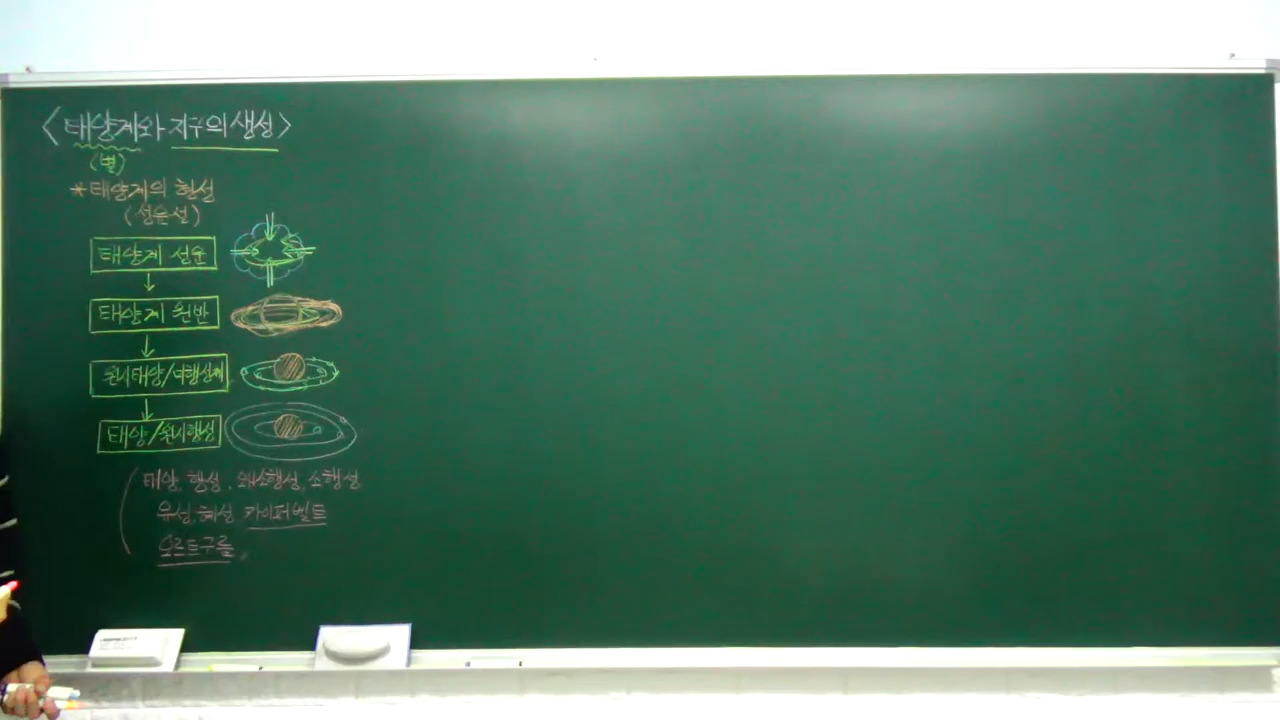 <태양계와 지구의 생성>
(별)
*태양계의 형성
(성운설)
태양계 성운
↓
태양계 원반
↓
원시태양/미행성체
↓
태양/원시행성
(태양, 행성, 왜소행성, 소행성
유성, 혜성, 카이퍼벨트
오르트구름